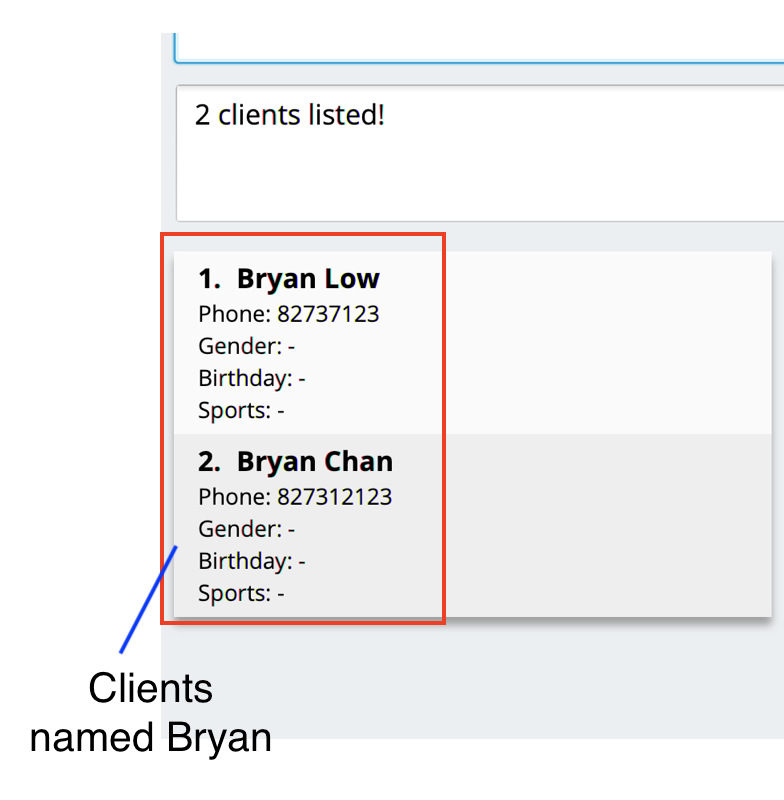 2 clients listed!
1. Bryan Low
Phone: 82737123
Gender: -
Birthday: -
Sports: -
2. Bryan Chan
Phone: 827312123
Gender: -
Birthday: -
Sports: -
Clients
named Bryan